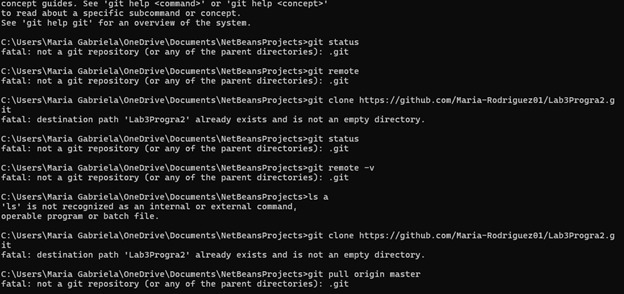 concept guides. See 'git help <command>' or 'git help <concept>'
to read about a specific subcommand or concept.
See 'git help git' for an overview of the system.
C:\Users\Maria Gabriela\OneDrive\Documents\NetBeansProjects>git status
fatal: not a git repository (or any of the parent directories): .git
C:\Users\Maria Gabriela\OneDrive\Documents\NetBeansProjects>git remote
fatal: not a git repository (or any of the parent directories): .git
C:\Users\Maria Gabriela\OneDrive\Documents\NetBeansProjects>git clone https://github.com/Maria-Rodriguez01/Lab3Progra2.g
it
fatal: destination path 'Lab3Progra2' already exists and is not an empty directory.
C:\Users\Maria Gabriela\OneDrive\Documents\NetBeansProjects>git status
fatal: not a git repository (or any of the parent directories): .git
C:\Users\Maria Gabriela\OneDrive\Documents\NetBeansProjects>git remote -v
fatal: not a git repository (or any of the parent directories): .git
C:\Users\Maria Gabriela\OneDrive\Documents\NetBeansProjects>ls a
'ls' is not recognized as an internal or external command,
operable program or batch file.
C:\Users\Maria Gabriela\OneDrive\Documents\NetBeansProjects>git clone https://github.com/Maria-Rodriguez01/Lab3Progra2.g
it
fatal: destination path 'Lab3Progra2' already exists and is not an empty directory.
C:\Users\Maria Gabriela\OneDrive\Documents\NetBeansProjects>git pull origin master
fatal: not a git repository (or any of the parent directories): .git